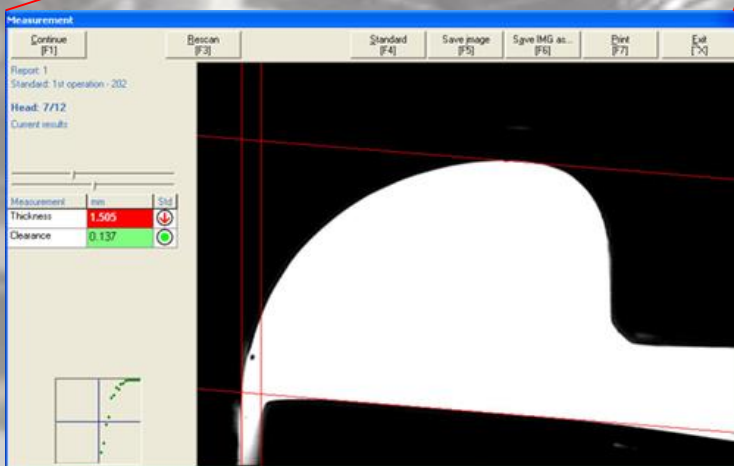 Measurement
Continue
[F1]
Rescan
[F3]
Standard
[F4]
Save image
[F5]
Save IMG as...
[F6]
Print
[F7]
Exit
[^X]
Report: 1
Standard: 1st operation - 202
Head: 7/12
Current results
Measurement mm Std
Thickness 1.505
Clearance 0.137